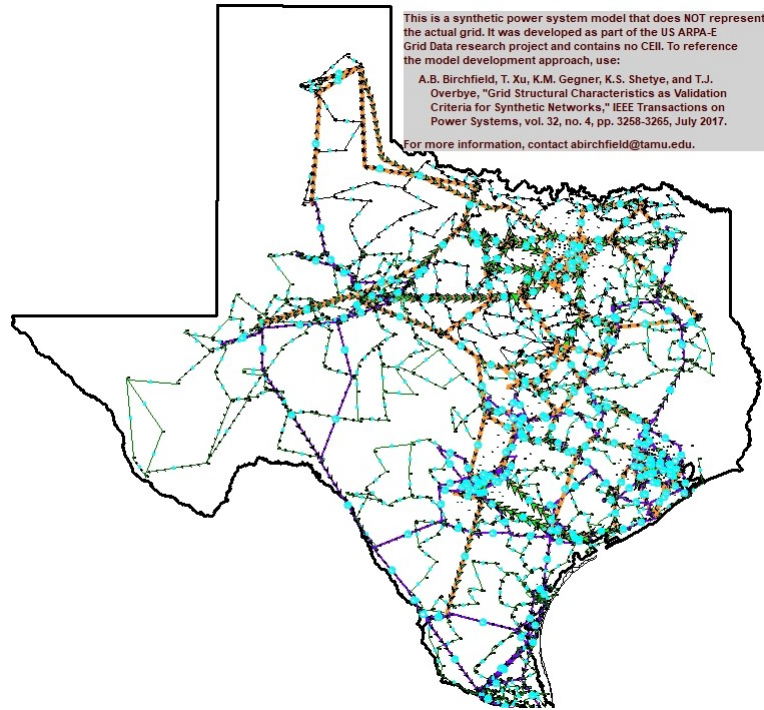 This is a synthetic power system model that does NOT represent
the actual grid. It was developed as part of the US ARPA-E
Grid Data research project and contains no CEII. To reference
the model development approach, use:
A.B. Birchfield, T. Xu, K.M. Gegner, K.S. Shetye, and T.J.
Overbye, "Grid Structural Characteristics as Validation
Criteria for Synthetic Networks," IEEE Transactions on
Power Systems, vol. 32, no. 4, pp. 3258-3265, July 2017.
For more information, contact abirchfield@tamu.edu.